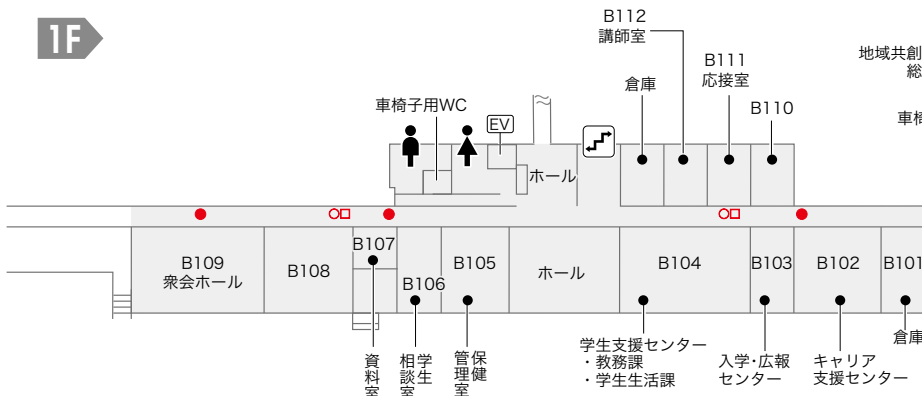 1F
B112
講師室
地域共創
総
B111
応接室
倉庫
B110
車椅子用WC
車椅
EV
ホール
B109
衆会ホール
B108
B107
B106
B105
ホール
B104
B103
B102
B101
資料室
学生
相談室
保健
管理室
学生支援センター
・教務課
・学生生活課
入学・広報
センター
キャリア
支援センター
倉庫